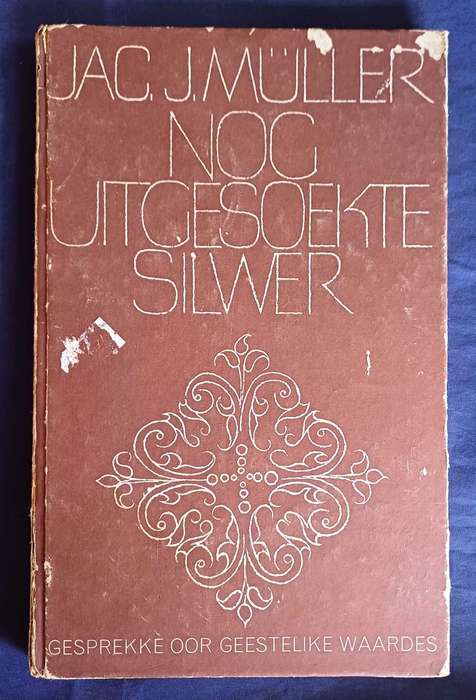 JAC. J. MÜLLER
NOG
UITGESOEKTE
SILWER
GESPREKKE OOR GEESTELIKE WAARDES